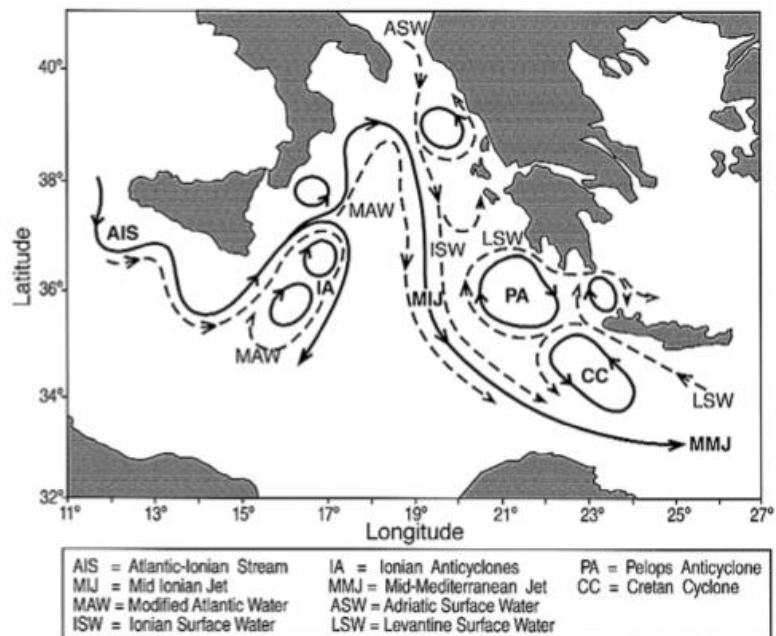 ASW
40°
38°
AIS
MAW
ISW
LSW
36°
IA
MIJ
PA
MAW
34°
CC
LSW
MMJ
32°
11° 13° 15° 17° 19° 21° 23° 25° 27°
Latitude
Longitude
AIS = Atlantic-Ionian Stream IA = Ionian Anticyclones PA = Pelops Anticyclone
MIJ = Mid Ionian Jet MMJ = Mid-Mediterranean Jet CC = Cretan Cyclone
MAW = Modified Atlantic Water ASW = Adriatic Surface Water
ISW = Ionian Surface Water LSW = Levantine Surface Water